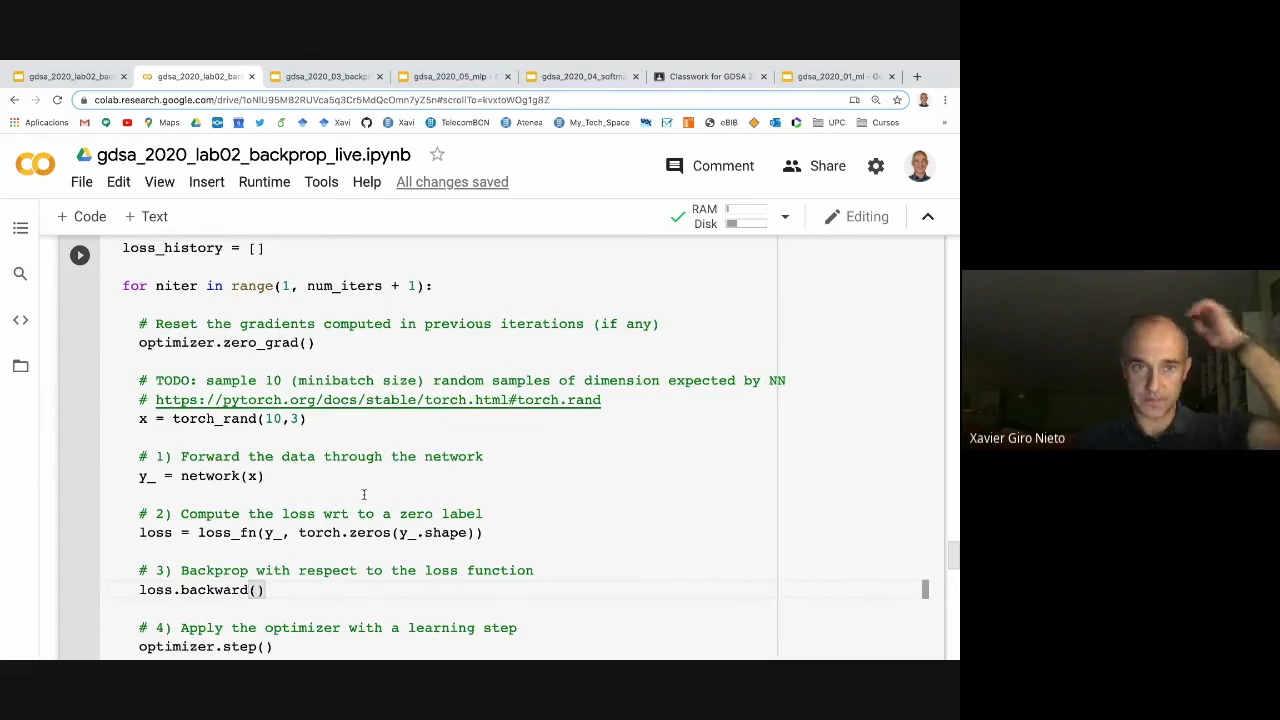 gdsa_2020_lab02_bac
gdsa_2020_lab02_bac
gdsa_2020_03_backp
gdsa_2020_05_mlp - G
gdsa_2020_04_softma
Classwork for GDSA 2
gdsa_2020_01_ml - G
colab.research.google.com/drive/1oNlU95MB2RUVca5q3Cr5MdQcOmn7yZ5n#scrollTo=kvxtoWOg1g8Z
Aplicacions
Maps
Xavi
Xavi
TelecomBCN
Atenea
My_Tech_Space
eBIB
UPC
Cursos
»
CO
gdsa_2020_lab02_backprop_live.ipynb
Comment
Share
File Edit View Insert Runtime Tools Help All changes saved
+ Code + Text
RAM
Disk
Editing
loss_history = []
for niter in range(1, num_iters + 1):
# Reset the gradients computed in previous iterations (if any)
optimizer.zero_grad()
# TODO: sample 10 (minibatch size) random samples of dimension expected by NN
# https://pytorch.org/docs/stable/torch.html#torch.rand
x = torch_rand(10,3)
# 1) Forward the data through the network
y_ = network(x)
# 2) Compute the loss wrt to a zero label
loss = loss_fn(y_, torch.zeros(y_.shape))
# 3) Backprop with respect to the loss function
loss.backward()
# 4) Apply the optimizer with a learning step
optimizer.step()
Xavier Giro Nieto